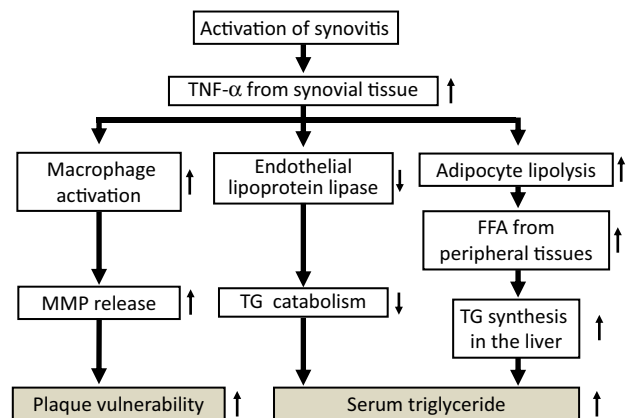 Activation of synovitis
TNF-α from synovial tissue
Macrophage
activation
Endothelial
lipoprotein lipase
Adipocyte lipolysis
FFA from
peripheral tissues
MMP release
TG catabolism
TG synthesis
in the liver
Plaque vulnerability
Serum triglyceride